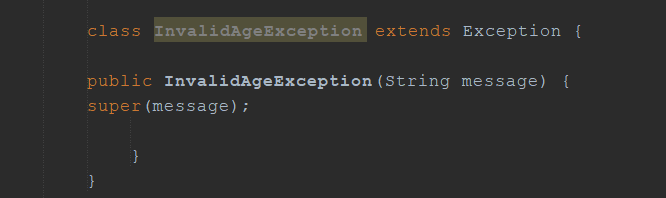 class InvalidAgeException extends Exception {
public InvalidAgeException(String message) {
super(message);
}
}